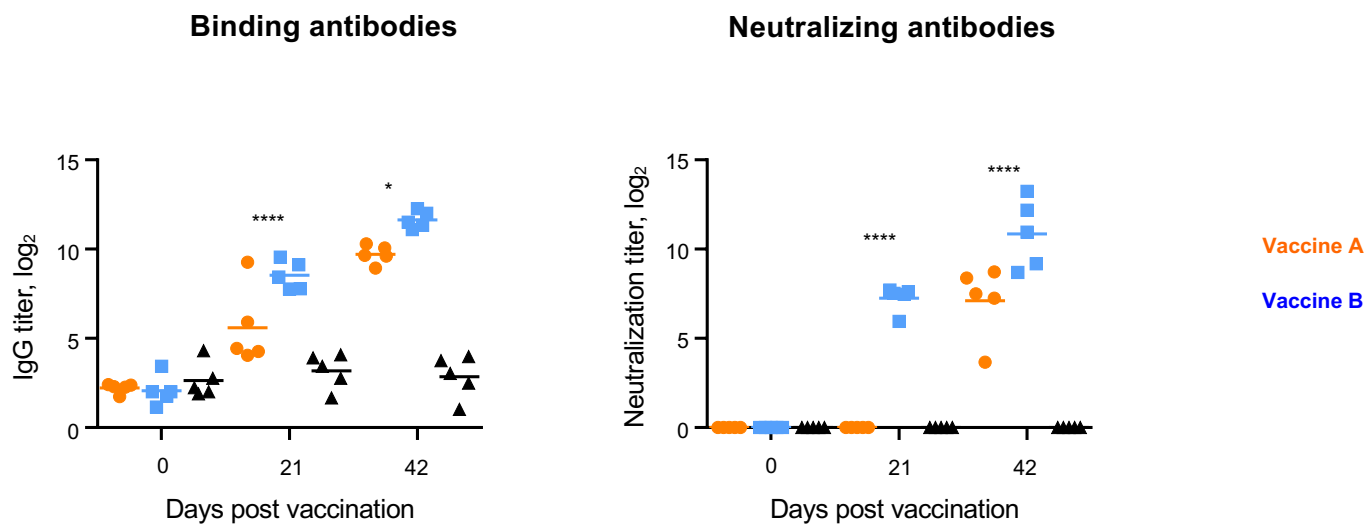 Binding antibodies
IgG titer, log₂
15
10
5
0
****
*
0
21
42
Days post vaccination
Neutralizing antibodies
Neutralization titer, log₂
15
10
5
0
****
****
0
21
42
Days post vaccination
Vaccine A
Vaccine B